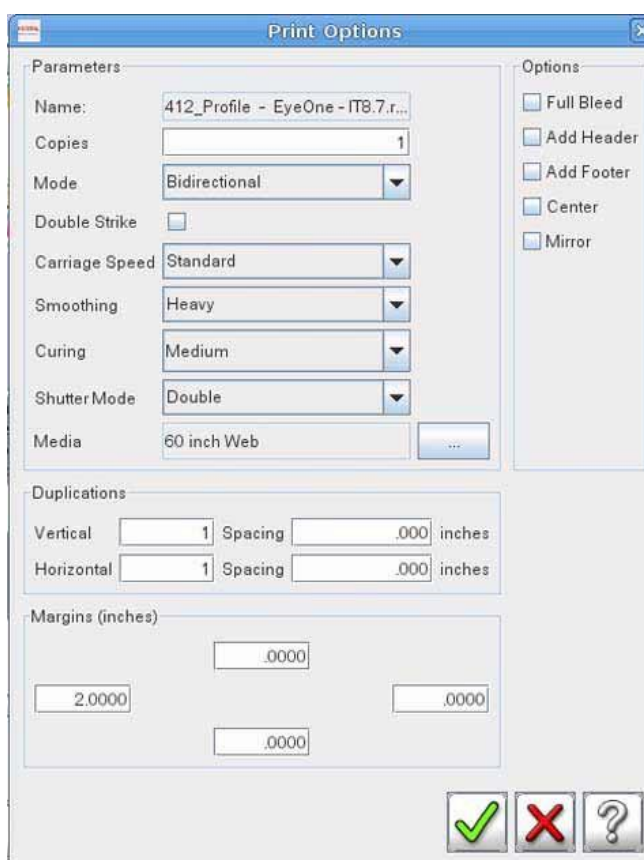 Print Options
Parameters
Name: 412_Profile - EyeOne - IT8.7.r...
Copies 1
Mode Bidirectional
Double Strike
Carriage Speed Standard
Smoothing Heavy
Curing Medium
Shutter Mode Double
Media 60 inch Web ...
Options
Full Bleed
Add Header
Add Footer
Center
Mirror
Duplications
Vertical 1 Spacing .000 inches
Horizontal 1 Spacing .000 inches
Margins (inches)
.0000
2.0000 .0000
.0000
?